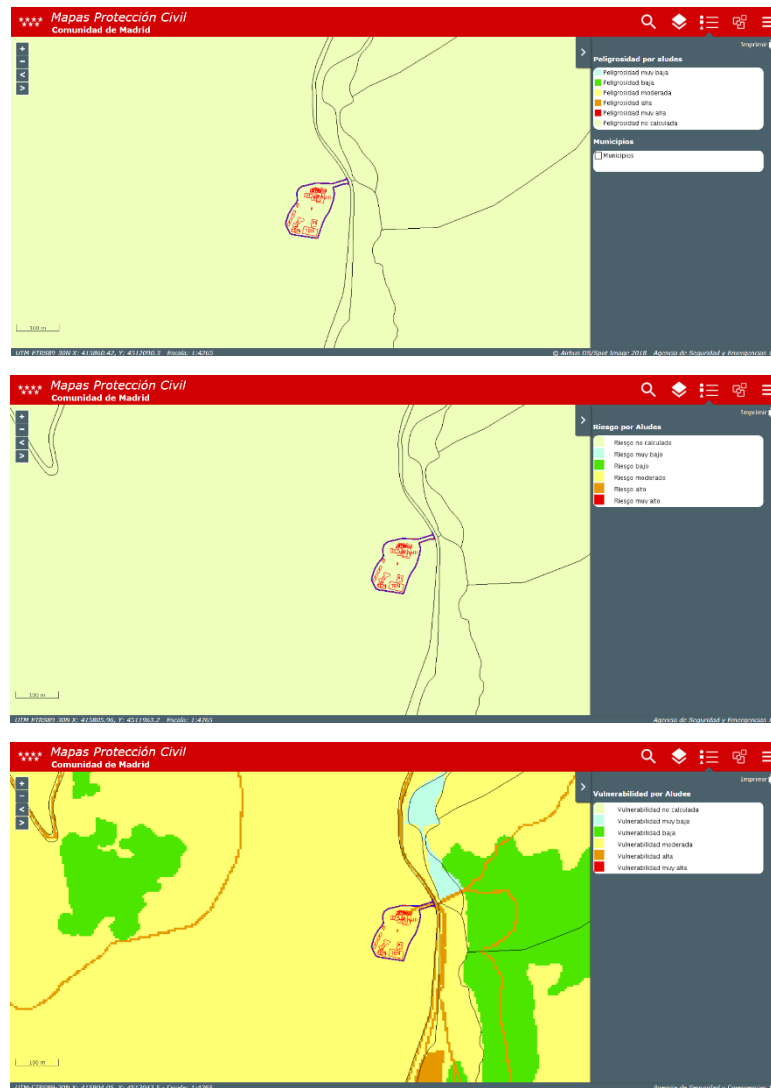 Mapas Protección Civil
Comunidad de Madrid
Imprimir
Peligrosidad por aludes
Peligrosidad muy baja
Peligrosidad baja
Peligrosidad moderada
Peligrosidad alta
Peligrosidad muy alta
Peligrosidad no calculada
Municipios
Municipios
100 m
UTM ETRS89 30N X: 415860.42, Y: 4512090.3 Escala: 1:4265
© Airbus DS/Spot Image 2018 Agencia de Seguridad y Emergencias
Mapas Protección Civil
Comunidad de Madrid
Imprimir
Riesgo por Aludes
Riesgo no calculado
Riesgo muy bajo
Riesgo bajo
Riesgo moderado
Riesgo alto
Riesgo muy alto
100 m
UTM ETRS89 30N X: 415805.96, Y: 4511963.2 Escala: 1:4265
Agencia de Seguridad y Emergencias
Mapas Protección Civil
Comunidad de Madrid
Imprimir
Vulnerabilidad por Aludes
Vulnerabilidad no calculada
Vulnerabilidad muy baja
Vulnerabilidad baja
Vulnerabilidad moderada
Vulnerabilidad alta
Vulnerabilidad muy alta
100 m